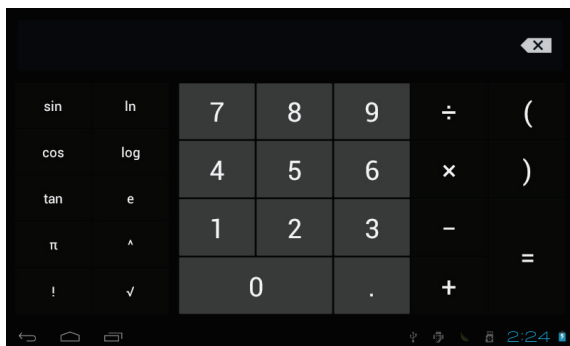 sin ln 7 8 9 ÷ (
cos log 4 5 6 × )
tan e 1 2 3 −
π ^ =
! √ 0 . +
2:24